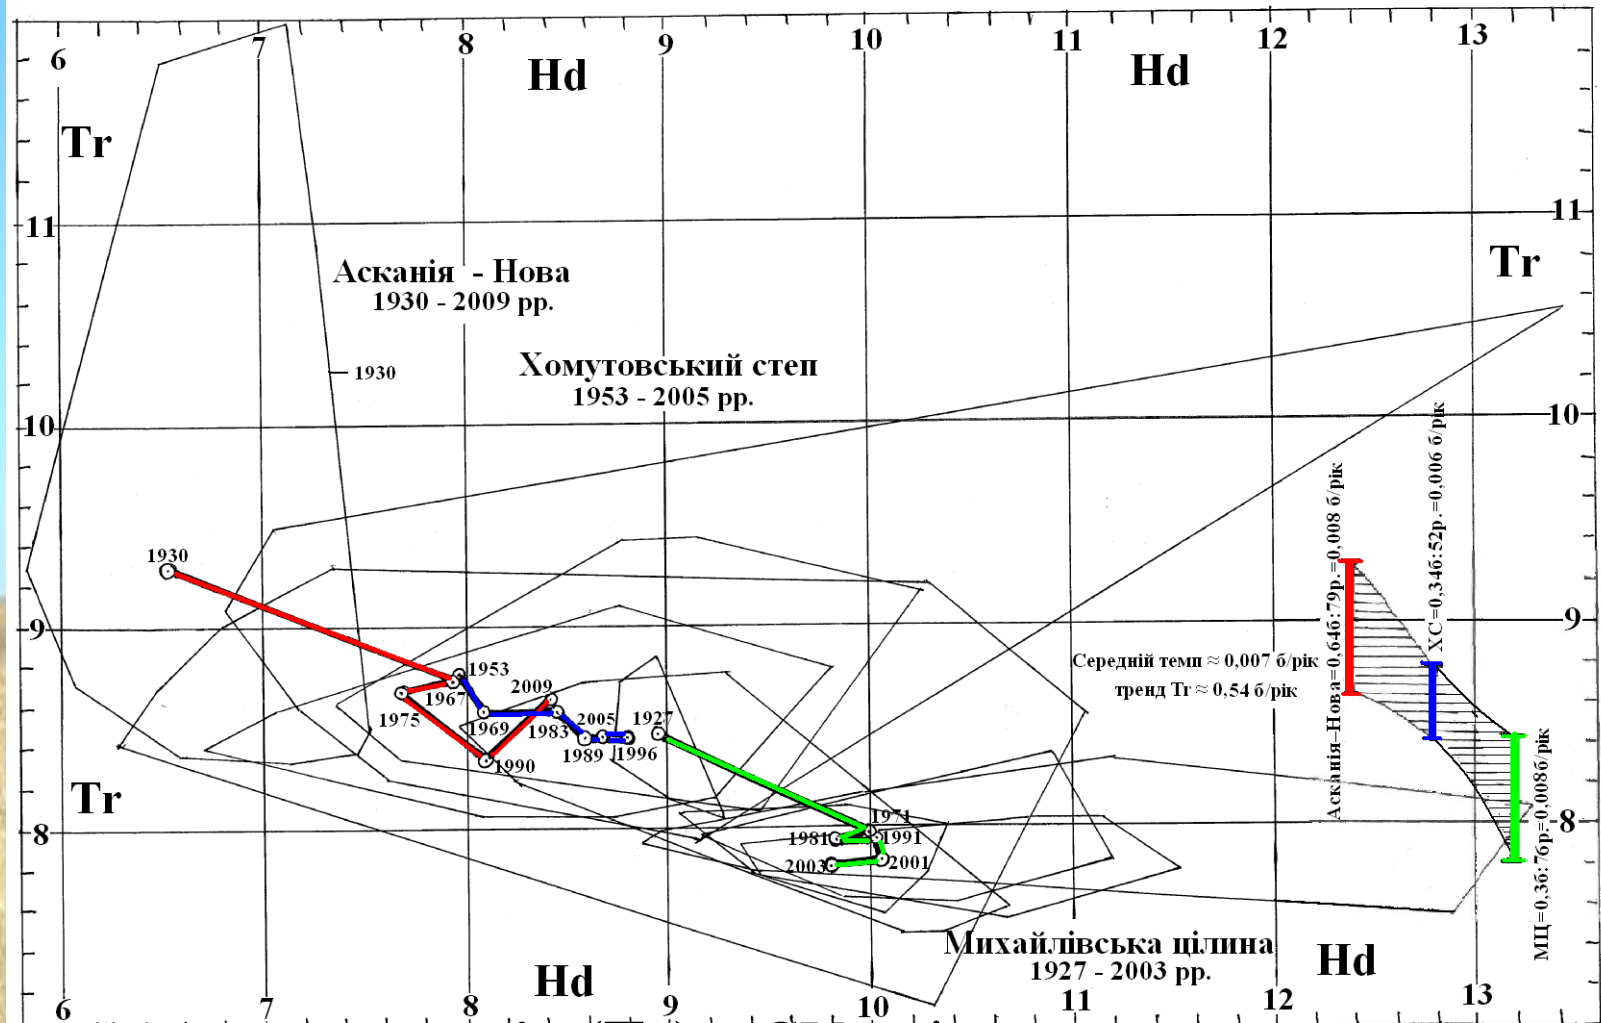 6 7 8 9 10 11 12 13
Hd Hd
Tr
11 11
Асканія - Нова
1930 - 2009 рр.
Tr
1930
Хомутовський степ
1953 - 2005 рр.
10 10
Асканія-Нова=0,64б:79р.=0,008 б/рік
ХС=0,34б:52р.=0,006 б/рік
МЦ=0,3б:76р=0,008б/рік
1930
9 9
Середній темп ≈ 0,007 б/рік
тренд Tr ≈ 0,54 б/рік
1953
1967
2009
1975
1969
1983
2005
1927
1989
1996
1990
Tr
8 8
1971
1981
1991
2003
2001
Михайлівська цілина
1927 - 2003 рр.
Hd Hd
6 7 8 9 10 11 12 13